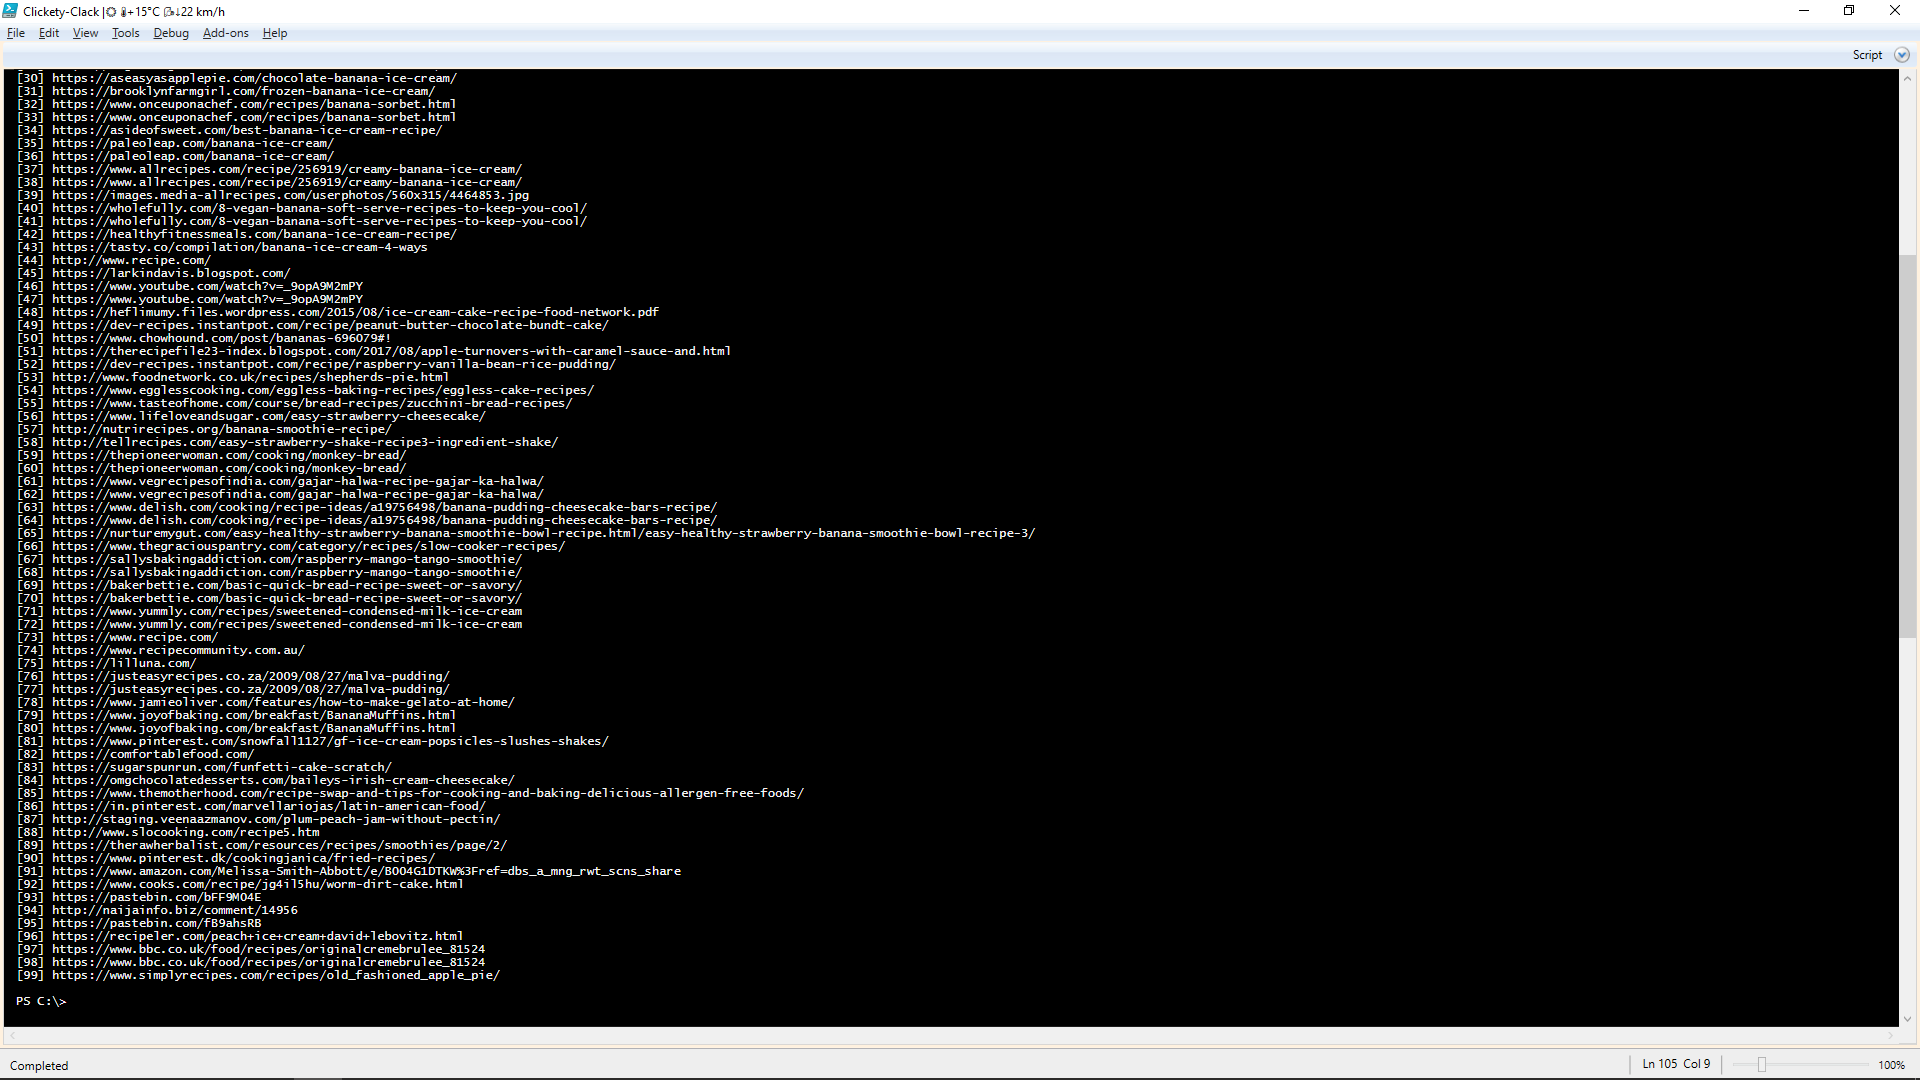 Clickety-Clack |☼ 🌡+15°C 🌬↓22 km/h
File Edit View Tools Debug Add-ons Help
Script
[30] https://aseasyasapplepie.com/chocolate-banana-ice-cream/
[31] https://brooklynfarmgirl.com/frozen-banana-ice-cream/
[32] https://www.onceuponachef.com/recipes/banana-sorbet.html
[33] https://www.onceuponachef.com/recipes/banana-sorbet.html
[34] https://asideofsweet.com/best-banana-ice-cream-recipe/
[35] https://paleoleap.com/banana-ice-cream/
[36] https://paleoleap.com/banana-ice-cream/
[37] https://www.allrecipes.com/recipe/256919/creamy-banana-ice-cream/
[38] https://www.allrecipes.com/recipe/256919/creamy-banana-ice-cream/
[39] https://images.media-allrecipes.com/userphotos/560x315/4464853.jpg
[40] https://wholefully.com/8-vegan-banana-soft-serve-recipes-to-keep-you-cool/
[41] https://wholefully.com/8-vegan-banana-soft-serve-recipes-to-keep-you-cool/
[42] https://healthyfitnessmeals.com/banana-ice-cream-recipe/
[43] https://tasty.co/compilation/banana-ice-cream-4-ways
[44] http://www.recipe.com/
[45] https://larkindavis.blogspot.com/
[46] https://www.youtube.com/watch?v=_9opA9M2mPY
[47] https://www.youtube.com/watch?v=_9opA9M2mPY
[48] https://heflimumy.files.wordpress.com/2015/08/ice-cream-cake-recipe-food-network.pdf
[49] https://dev-recipes.instantpot.com/recipe/peanut-butter-chocolate-bundt-cake/
[50] https://www.chowhound.com/post/bananas-696079#!
[51] https://therecipefile23-index.blogspot.com/2017/08/apple-turnovers-with-caramel-sauce-and.html
[52] https://dev-recipes.instantpot.com/recipe/raspberry-vanilla-bean-rice-pudding/
[53] http://www.foodnetwork.co.uk/recipes/shepherds-pie.html
[54] https://www.egglesscooking.com/eggless-baking-recipes/eggless-cake-recipes/
[55] https://www.tasteofhome.com/course/bread-recipes/zucchini-bread-recipes/
[56] https://www.lifeloveandsugar.com/easy-strawberry-cheesecake/
[57] http://nutrirecipes.org/banana-smoothie-recipe/
[58] http://tellrecipes.com/easy-strawberry-shake-recipe3-ingredient-shake/
[59] https://thepioneerwoman.com/cooking/monkey-bread/
[60] https://thepioneerwoman.com/cooking/monkey-bread/
[61] https://www.vegrecipesofindia.com/gajar-halwa-recipe-gajar-ka-halwa/
[62] https://www.vegrecipesofindia.com/gajar-halwa-recipe-gajar-ka-halwa/
[63] https://www.delish.com/cooking/recipe-ideas/a19756498/banana-pudding-cheesecake-bars-recipe/
[64] https://www.delish.com/cooking/recipe-ideas/a19756498/banana-pudding-cheesecake-bars-recipe/
[65] https://nurturemygut.com/easy-healthy-strawberry-banana-smoothie-bowl-recipe.html/easy-healthy-strawberry-banana-smoothie-bowl-recipe-3/
[66] https://www.thegraciouspantry.com/category/recipes/slow-cooker-recipes/
[67] https://sallysbakingaddiction.com/raspberry-mango-tango-smoothie/
[68] https://sallysbakingaddiction.com/raspberry-mango-tango-smoothie/
[69] https://bakerbettie.com/basic-quick-bread-recipe-sweet-or-savory/
[70] https://bakerbettie.com/basic-quick-bread-recipe-sweet-or-savory/
[71] https://www.yummly.com/recipes/sweetened-condensed-milk-ice-cream
[72] https://www.yummly.com/recipes/sweetened-condensed-milk-ice-cream
[73] https://www.recipe.com/
[74] https://www.recipecommunity.com.au/
[75] https://lilluna.com/
[76] https://justeasyrecipes.co.za/2009/08/27/malva-pudding/
[77] https://justeasyrecipes.co.za/2009/08/27/malva-pudding/
[78] https://www.jamieoliver.com/features/how-to-make-gelato-at-home/
[79] https://www.joyofbaking.com/breakfast/BananaMuffins.html
[80] https://www.joyofbaking.com/breakfast/BananaMuffins.html
[81] https://www.pinterest.com/snowfall1127/gf-ice-cream-popsicles-slushes-shakes/
[82] https://comfortablefood.com/
[83] https://sugarspunrun.com/funfetti-cake-scratch/
[84] https://omgchocolatedesserts.com/baileys-irish-cream-cheesecake/
[85] https://www.themotherhood.com/recipe-swap-and-tips-for-cooking-and-baking-delicious-allergen-free-foods/
[86] https://in.pinterest.com/marvellariojas/latin-american-food/
[87] http://staging.veenaazmanov.com/plum-peach-jam-without-pectin/
[88] http://www.slocooking.com/recipe5.htm
[89] https://therawherbalist.com/resources/recipes/smoothies/page/2/
[90] https://www.pinterest.dk/cookingjanica/fried-recipes/
[91] https://www.amazon.com/Melissa-Smith-Abbott/e/B004G1DTKW%3Fref=dbs_a_mng_rwt_scns_share
[92] https://www.cooks.com/recipe/jg4il5hu/worm-dirt-cake.html
[93] https://pastebin.com/bFF9M04E
[94] http://naijainfo.biz/comment/14956
[95] https://pastebin.com/fB9ahsRB
[96] https://recipeler.com/peach+ice+cream+david+lebovitz.html
[97] https://www.bbc.co.uk/food/recipes/originalcremebrulee_81524
[98] https://www.bbc.co.uk/food/recipes/originalcremebrulee_81524
[99] https://www.simplyrecipes.com/recipes/old_fashioned_apple_pie/
PS C:\>
Completed
Ln 105 Col 9
100%